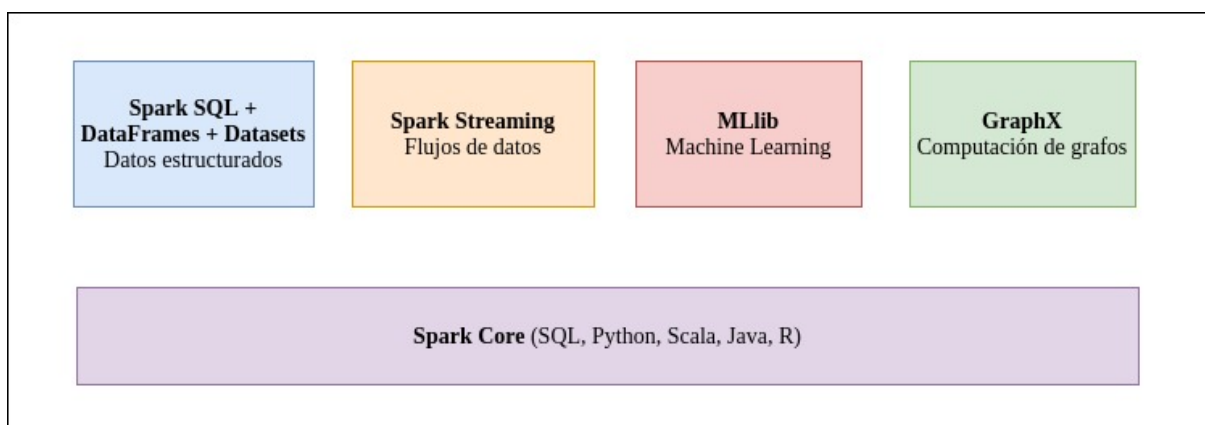 Spark SQL +
DataFrames + Datasets
Datos estructurados
Spark Streaming
Flujos de datos
MLlib
Machine Learning
GraphX
Computación de grafos
Spark Core (SQL, Python, Scala, Java, R)